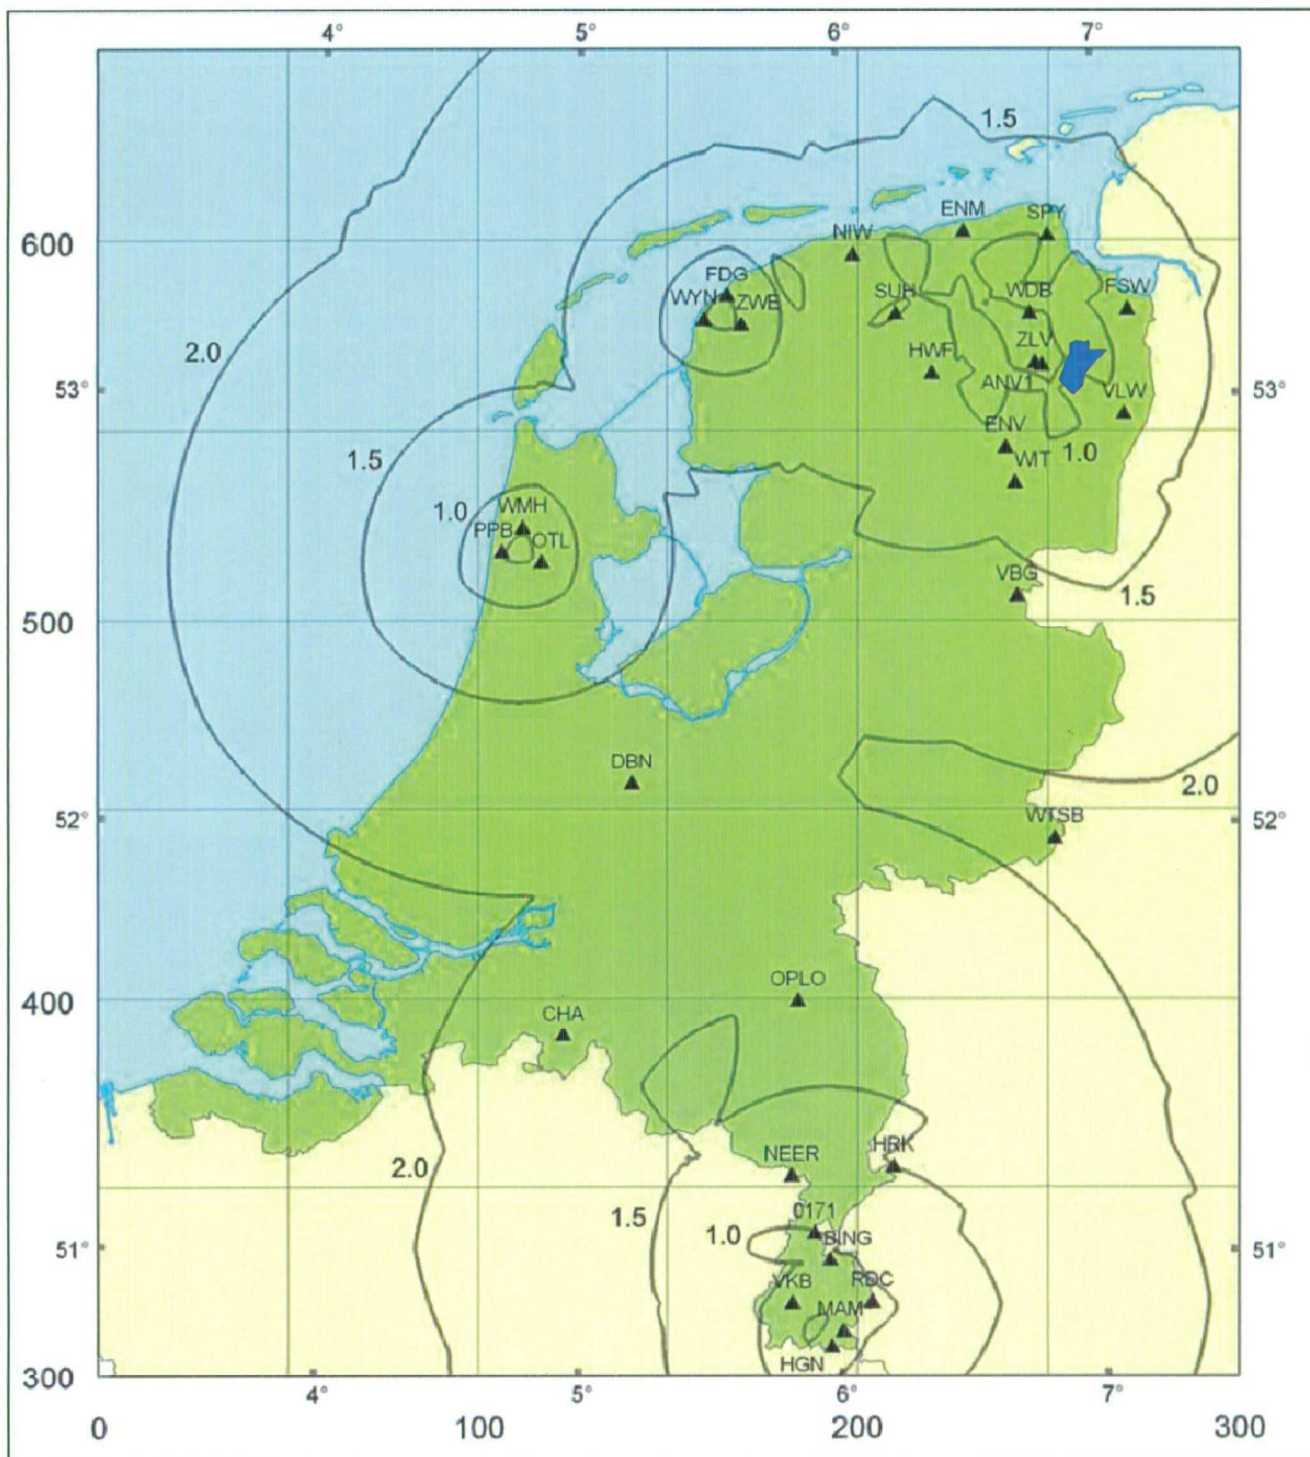 4° 5° 6° 7°
1.5
ENM SPY
600 NIW
FDG
WYN ZWE SUH WDB FSW
2.0
HWF ZLV
53° ANV1 VLW 53°
ENV
1.5 1.0
WIT
1.0 WMH
PPB OTL
VBG
1.5
500
DBN
2.0
52° WTSB 52°
OPLO
400
CHA
NEER HRK
2.0
1.5 0171
1.0 BING
51° 51°
VKB RDC
MAM
HGN
300
4° 5° 6° 7°
0 100 200 300